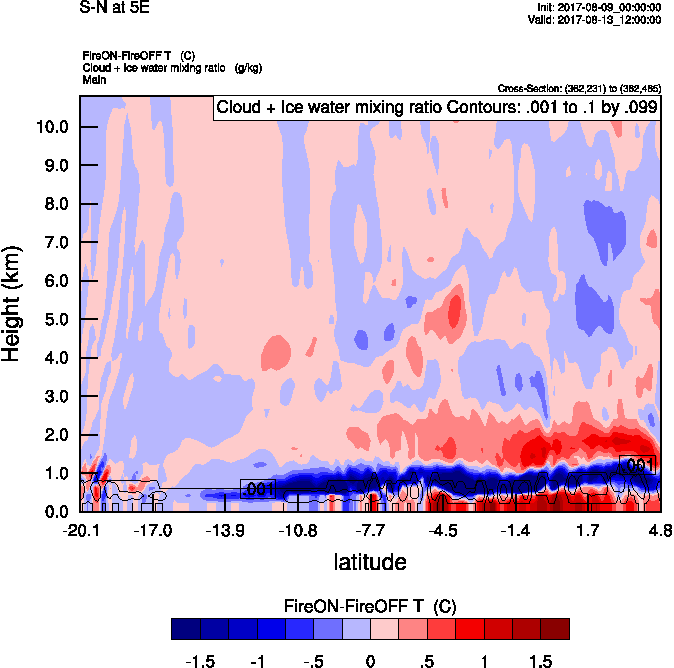 S-N at 5E
Init: 2017-08-09_00:00:00
Valid: 2017-08-13_12:00:00
FireON-FireOFF T (C)
Cloud + Ice water mixing ratio (g/kg)
Main
Cross-Section: (362,231) to (362,485)
Cloud + Ice water mixing ratio Contours: .001 to .1 by .099
10.0
9.0
8.0
7.0
6.0
5.0
4.0
3.0
2.0
1.0
0.0
Height (km)
.001
.001
-20.1 -17.0 -13.9 -10.8 -7.7 -4.5 -1.4 1.7 4.8
latitude
FireON-FireOFF T (C)
-1.5 -1 -.5 0 .5 1 1.5